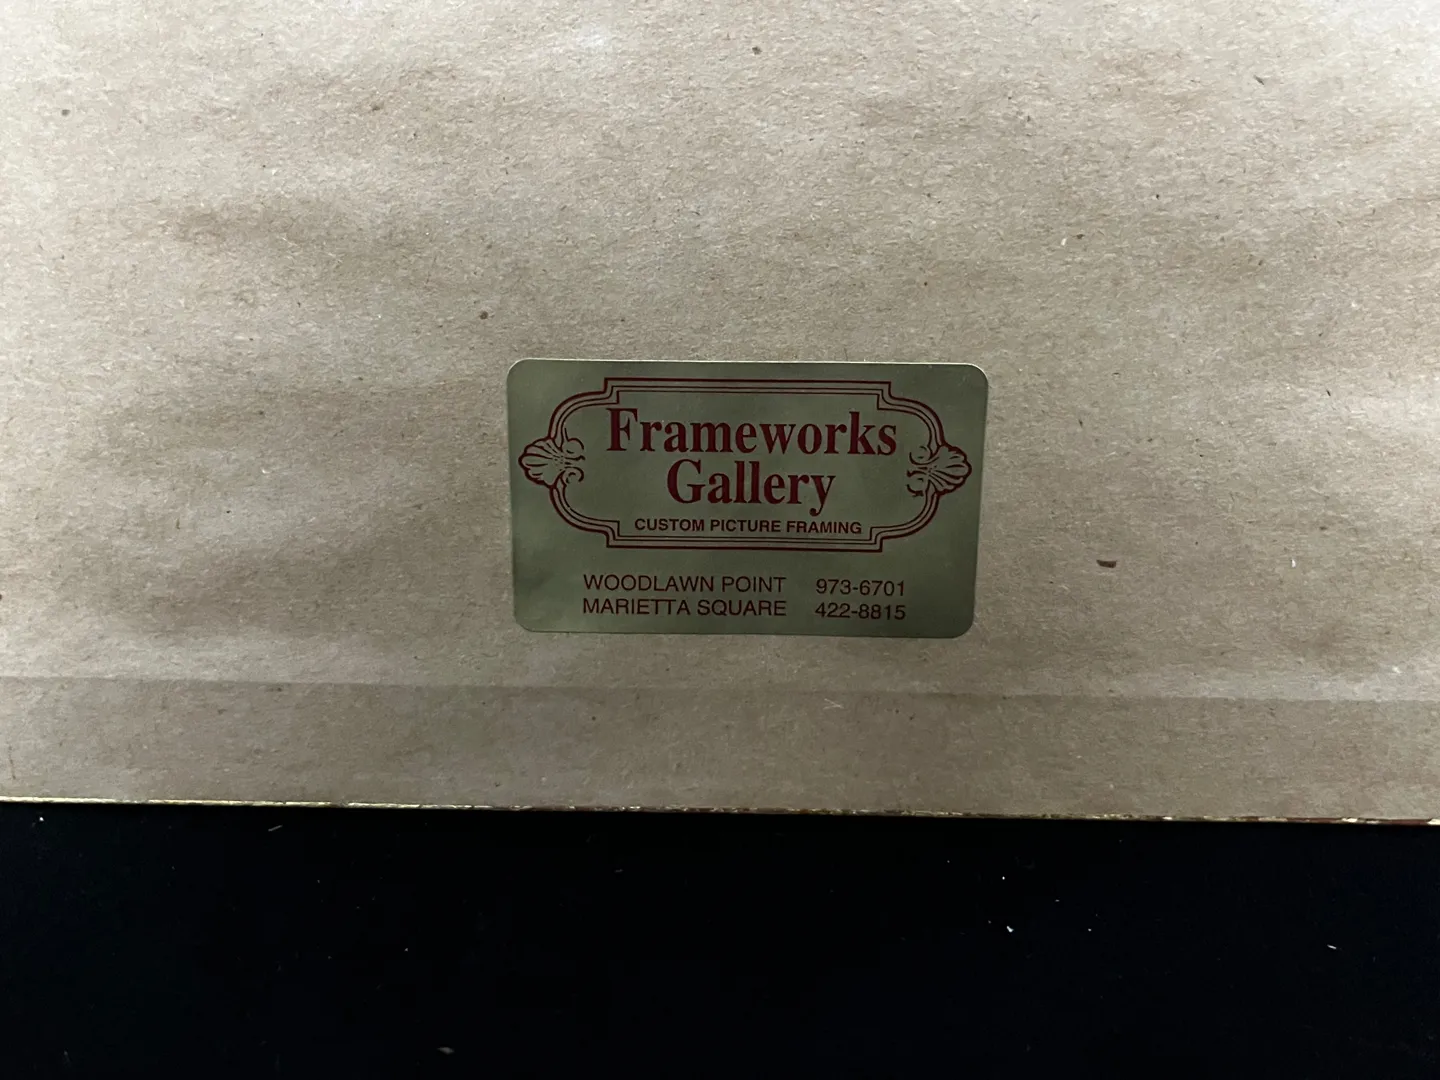 Frameworks
Gallery
CUSTOM PICTURE FRAMING
WOODLAWN POINT 973-6701
MARIETTA SQUARE 422-8815